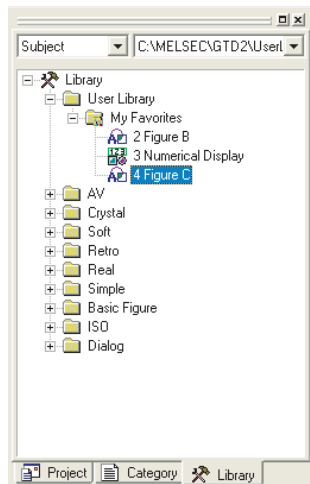 Subject C:\MELSEC\GTD2\UserL
Library
User Library
My Favorites
2 Figure B
3 Numerical Display
4 Figure C
AV
Crystal
Soft
Retro
Real
Simple
Basic Figure
ISO
Dialog
Project Category Library